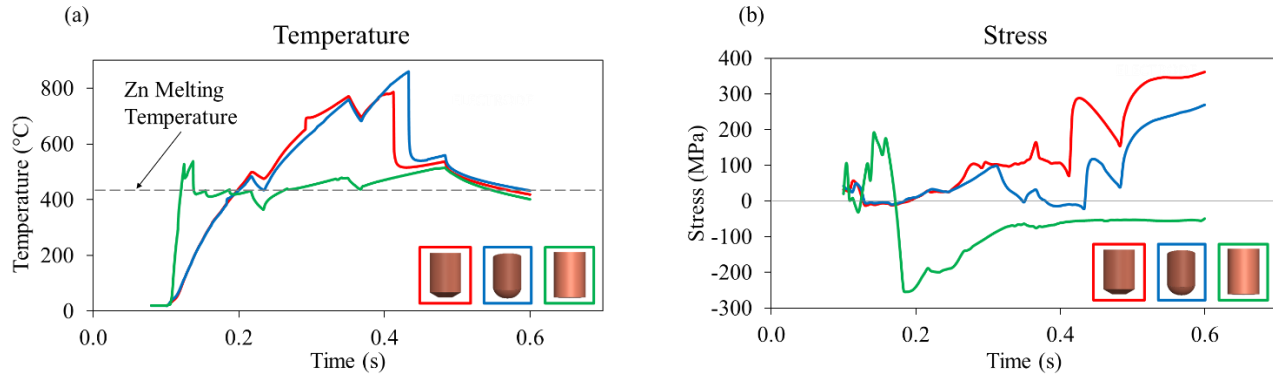 (a)
Temperature
Zn Melting
Temperature
Temperature (°C)
800
600
400
200
0
0.0 0.2 0.4 0.6
Time (s)
(b)
Stress
Stress (MPa)
400
300
200
100
0
-100
-200
-300
0.0 0.2 0.4 0.6
Time (s)